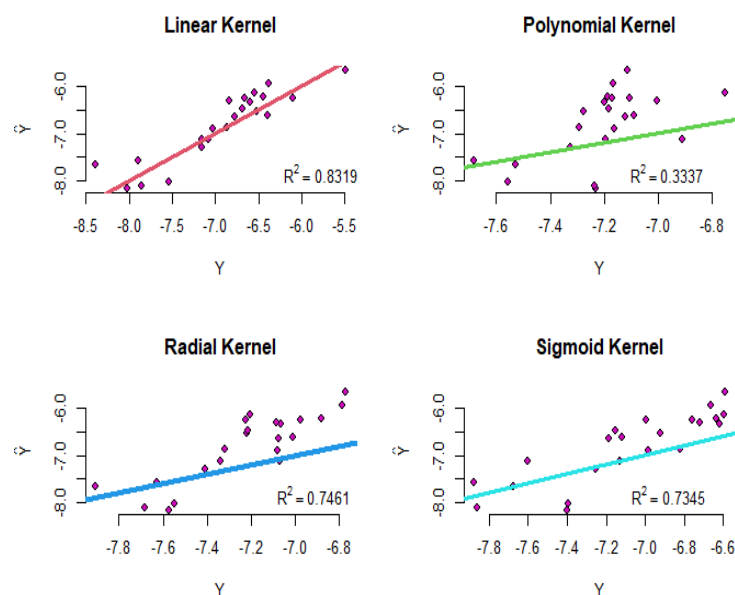 Linear Kernel
Ŷ
-6.0
-7.0
-8.0
R² = 0.8319
-8.5 -8.0 -7.5 -7.0 -6.5 -6.0 -5.5
Y
Polynomial Kernel
Ŷ
-6.0
-7.0
-8.0
R² = 0.3337
-7.6 -7.4 -7.2 -7.0 -6.8
Y
Radial Kernel
Ŷ
-6.0
-7.0
-8.0
R² = 0.7461
-7.8 -7.6 -7.4 -7.2 -7.0 -6.8
Y
Sigmoid Kernel
Ŷ
-6.0
-7.0
-8.0
R² = 0.7345
-7.8 -7.6 -7.4 -7.2 -7.0 -6.8 -6.6
Y